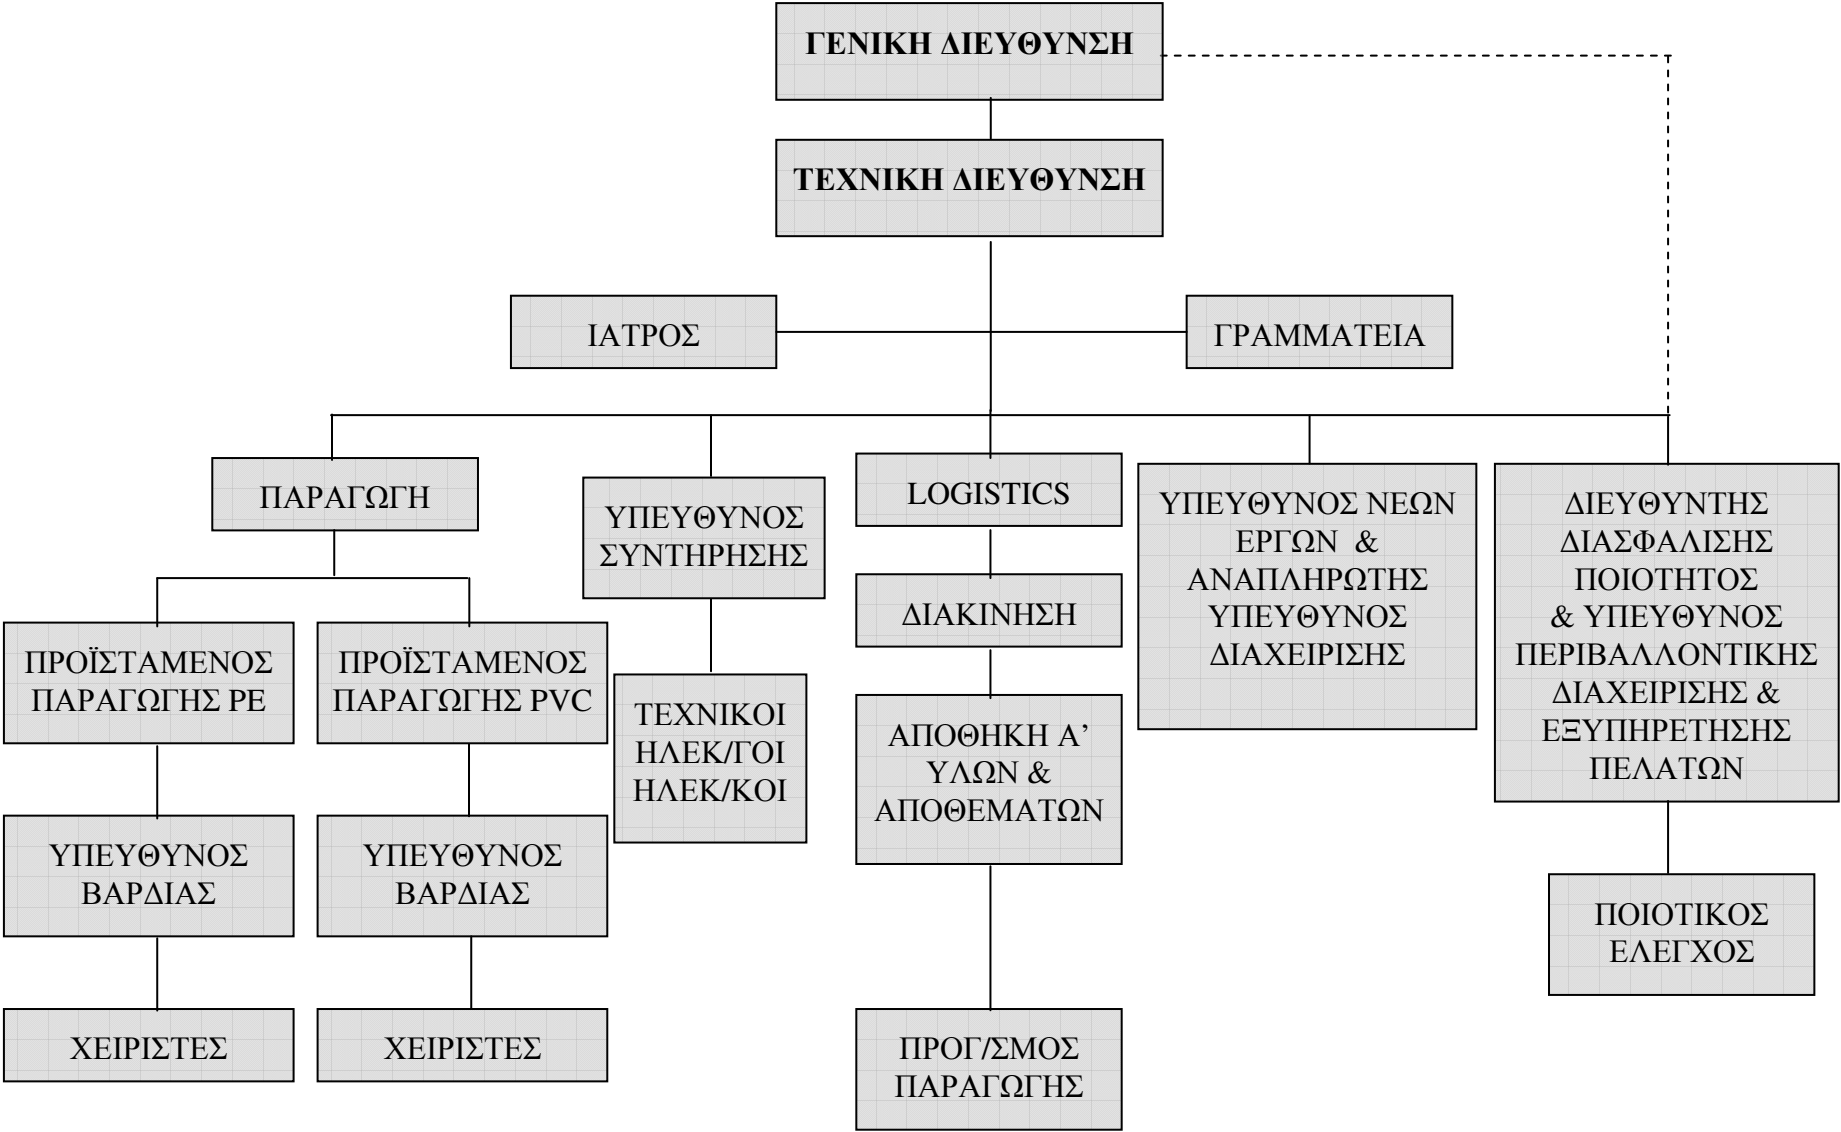 ΓΕΝΙΚΗ ΔΙΕΥΘΥΝΣΗ
ΤΕΧΝΙΚΗ ΔΙΕΥΘΥΝΣΗ
ΙΑΤΡΟΣ
ΓΡΑΜΜΑΤΕΙΑ
ΠΑΡΑΓΩΓΗ
ΠΡΟΪΣΤΑΜΕΝΟΣ
ΠΑΡΑΓΩΓΗΣ PE
ΥΠΕΥΘΥΝΟΣ
ΒΑΡΔΙΑΣ
ΧΕΙΡΙΣΤΕΣ
ΠΡΟΪΣΤΑΜΕΝΟΣ
ΠΑΡΑΓΩΓΗΣ PVC
ΥΠΕΥΘΥΝΟΣ
ΒΑΡΔΙΑΣ
ΧΕΙΡΙΣΤΕΣ
ΥΠΕΥΘΥΝΟΣ
ΣΥΝΤΗΡΗΣΗΣ
ΤΕΧΝΙΚΟΙ
ΗΛΕΚ/ΓΟΙ
ΗΛΕΚ/ΚΟΙ
LOGISTICS
ΔΙΑΚΙΝΗΣΗ
ΑΠΟΘΗΚΗ Α’
ΥΛΩΝ &
ΑΠΟΘΕΜΑΤΩΝ
ΠΡΟΓ/ΣΜΟΣ
ΠΑΡΑΓΩΓΗΣ
ΥΠΕΥΘΥΝΟΣ ΝΕΩΝ
ΕΡΓΩΝ &
ΑΝΑΠΛΗΡΩΤΗΣ
ΥΠΕΥΘΥΝΟΣ
ΔΙΑΧΕΙΡΙΣΗΣ
ΔΙΕΥΘΥΝΤΗΣ
ΔΙΑΣΦΑΛΙΣΗΣ
ΠΟΙΟΤΗΤΟΣ
& ΥΠΕΥΘΥΝΟΣ
ΠΕΡΙΒΑΛΛΟΝΤΙΚΗΣ
ΔΙΑΧΕΙΡΙΣΗΣ &
ΕΞΥΠΗΡΕΤΗΣΗΣ
ΠΕΛΑΤΩΝ
ΠΟΙΟΤΙΚΟΣ
ΕΛΕΓΧΟΣ